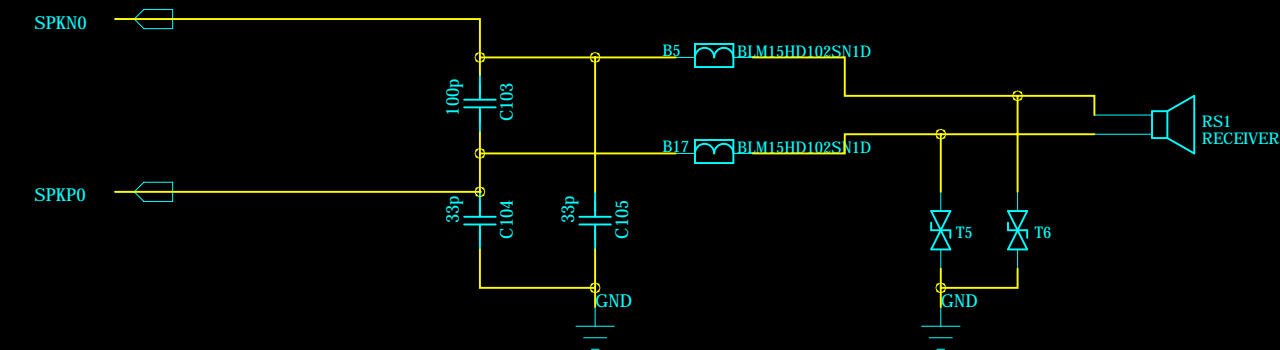 SPKN0
B5
BLM15HD102SN1D
100p
C103
RS1
RECEIVER
B17
BLM15HD102SN1D
SPKP0
33p
C104
33p
C105
T5
T6
GND
GND